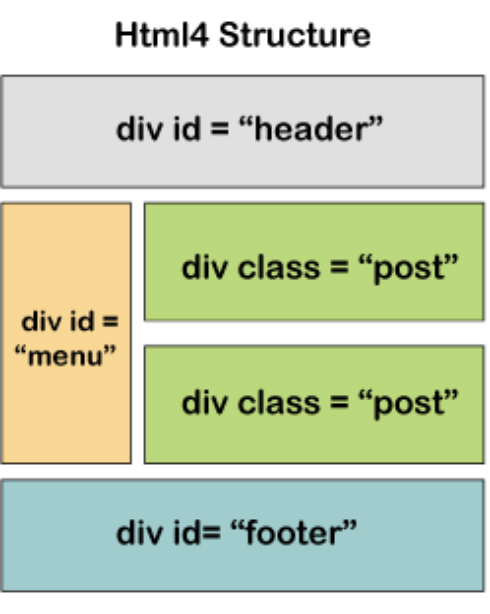 Html4 Structure
div id = “header”
div class = “post”
div id =
“menu”
div class = “post”
div id= “footer”